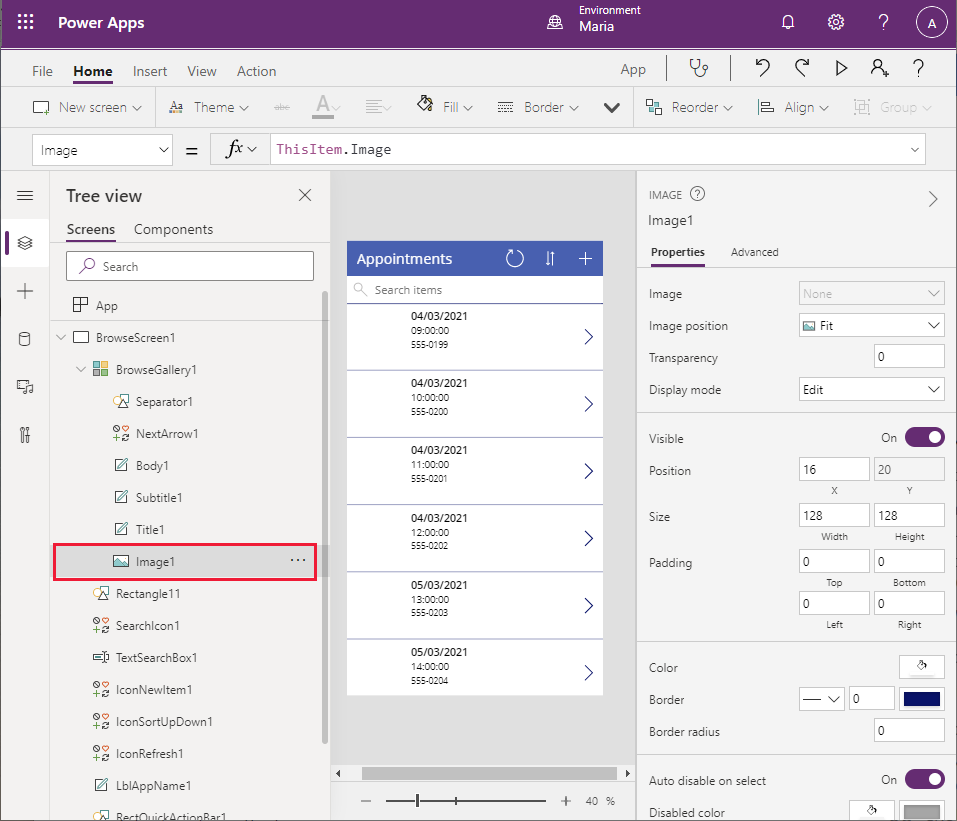 Power Apps
Environment
Maria
A
File Home Insert View Action App
New screen Theme abc A Fill Border Reorder Align Group
Image = fx ThisItem.Image
Tree view
Screens Components
Search
App
BrowseScreen1
BrowseGallery1
Separator1
NextArrow1
Body1
Subtitle1
Title1
Image1 ...
Rectangle11
SearchIcon1
TextSearchBox1
IconNewItem1
IconSortUpDown1
IconRefresh1
LblAppName1
RectQuickActionBar1
Appointments
Search items
04/03/2021
09:00:00
555-0199
04/03/2021
10:00:00
555-0200
04/03/2021
11:00:00
555-0201
04/03/2021
12:00:00
555-0202
05/03/2021
13:00:00
555-0203
05/03/2021
14:00:00
555-0204
40 %
IMAGE ?
Image1
Properties Advanced
Image None
Image position Fit
Transparency 0
Display mode Edit
Visible On
Position 16 20
X Y
Size 128 128
Width Height
Padding 0 0
Top Bottom
0 0
Left Right
Color
Border 0
Border radius 0
Auto disable on select On
Disabled color